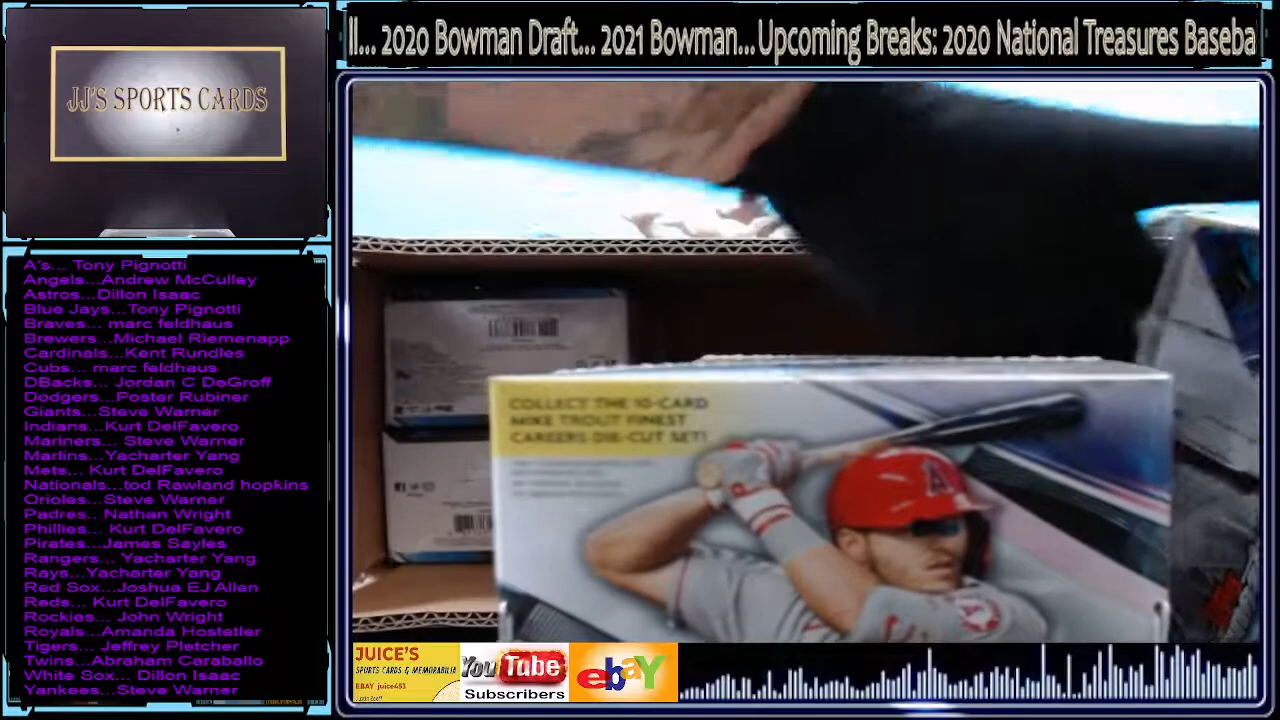 ll... 2020 Bowman Draft... 2021 Bowman...Upcoming Breaks: 2020 National Treasures Baseba
JJ'S SPORTS CARDS
A's... Tony Pignotti
Angels...Andrew McCulley
Astros...Dillon Isaac
Blue Jays...Tony Pignotti
Braves... marc feldhaus
Brewers...Michael Riemenapp
Cardinals...Kent Rundles
Cubs... marc feldhaus
DBacks... Jordan C DeGroff
Dodgers...Poster Rubiner
Giants...Steve Warner
Indians...Kurt DelFavero
Mariners... Steve Warner
Marlins...Yacharter Yang
Mets... Kurt DelFavero
Nationals...tod Rawland hopkins
Orioles...Steve Warner
Padres... Nathan Wright
Phillies... Kurt DelFavero
Pirates...James Sayles
Rangers... Yacharter Yang
Rays...Yacharter Yang
Red Sox...Joshua EJ Allen
Reds... Kurt DelFavero
Rockies... John Wright
Royals...Amanda Hostetler
Tigers... Jeffrey Pletcher
Twins...Abraham Caraballo
White Sox... Dillon Isaac
Yankees...Steve Warner
COLLECT THE 10-CARD
MIKE TROUT FINEST
CAREERS DIE-CUT SET!
A
JUICE'S
SPORTS CARDS & MEMORABILIA
EBAY juice453
YouTube
Subscribers
ebaY